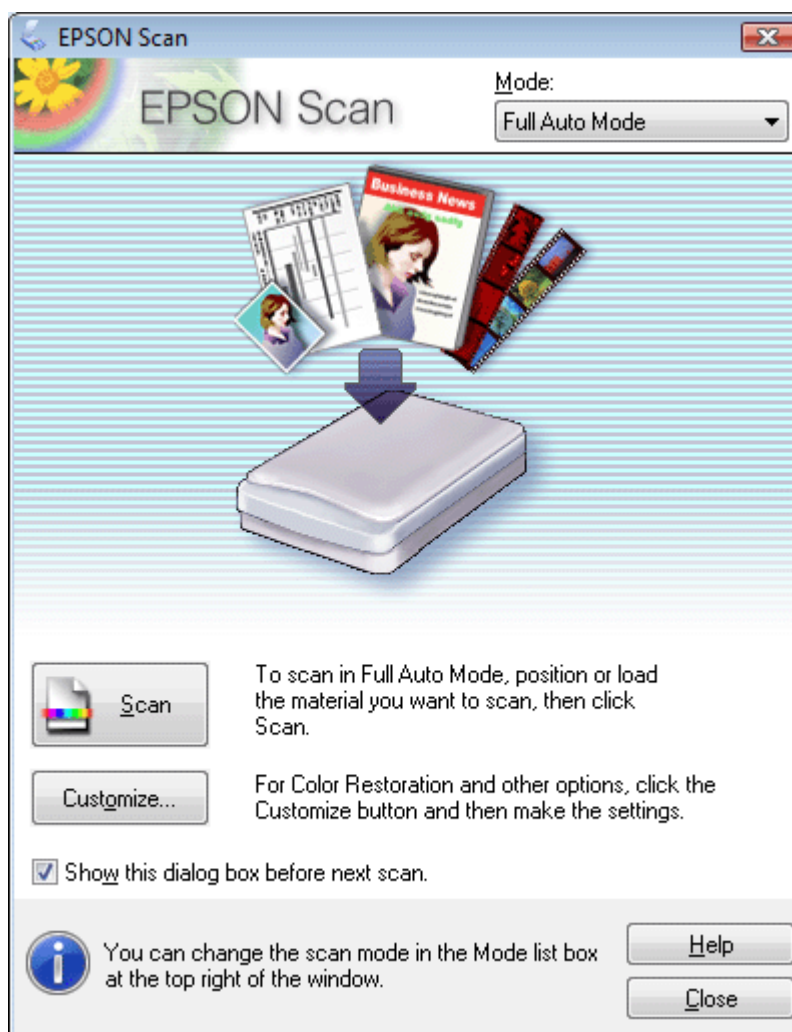 EPSON Scan
EPSON Scan
Mode:
Full Auto Mode
Business News
Scan
To scan in Full Auto Mode, position or load
the material you want to scan, then click
Scan.
Customize...
For Color Restoration and other options, click the
Customize button and then make the settings.
Show this dialog box before next scan.
You can change the scan mode in the Mode list box
at the top right of the window.
Help
Close